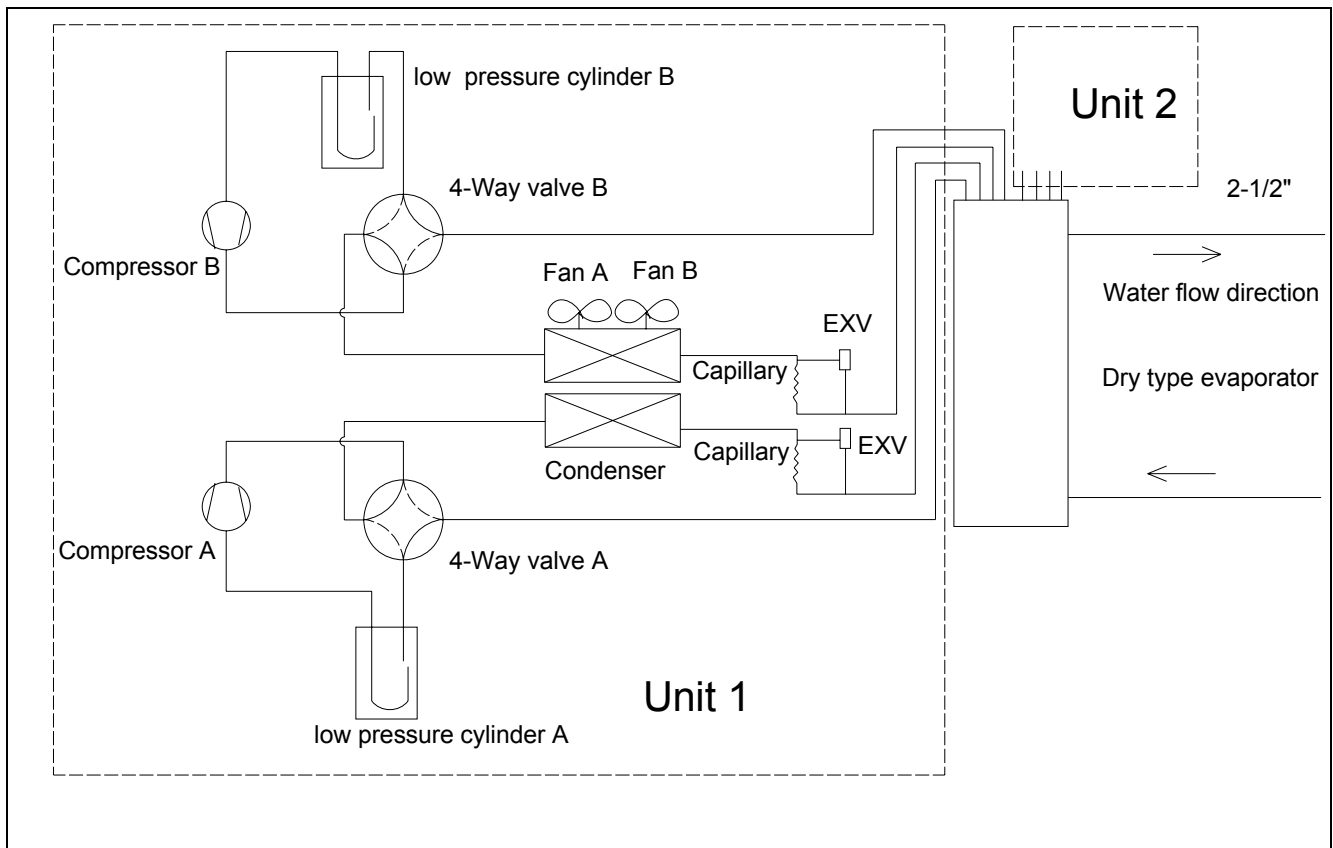 low pressure cylinder B
Unit 2
4-Way valve B
2-1/2"
Compressor B
Fan A
Fan B
Water flow direction
EXV
Capillary
Dry type evaporator
Capillary
EXV
Condenser
Compressor A
4-Way valve A
Unit 1
low pressure cylinder A